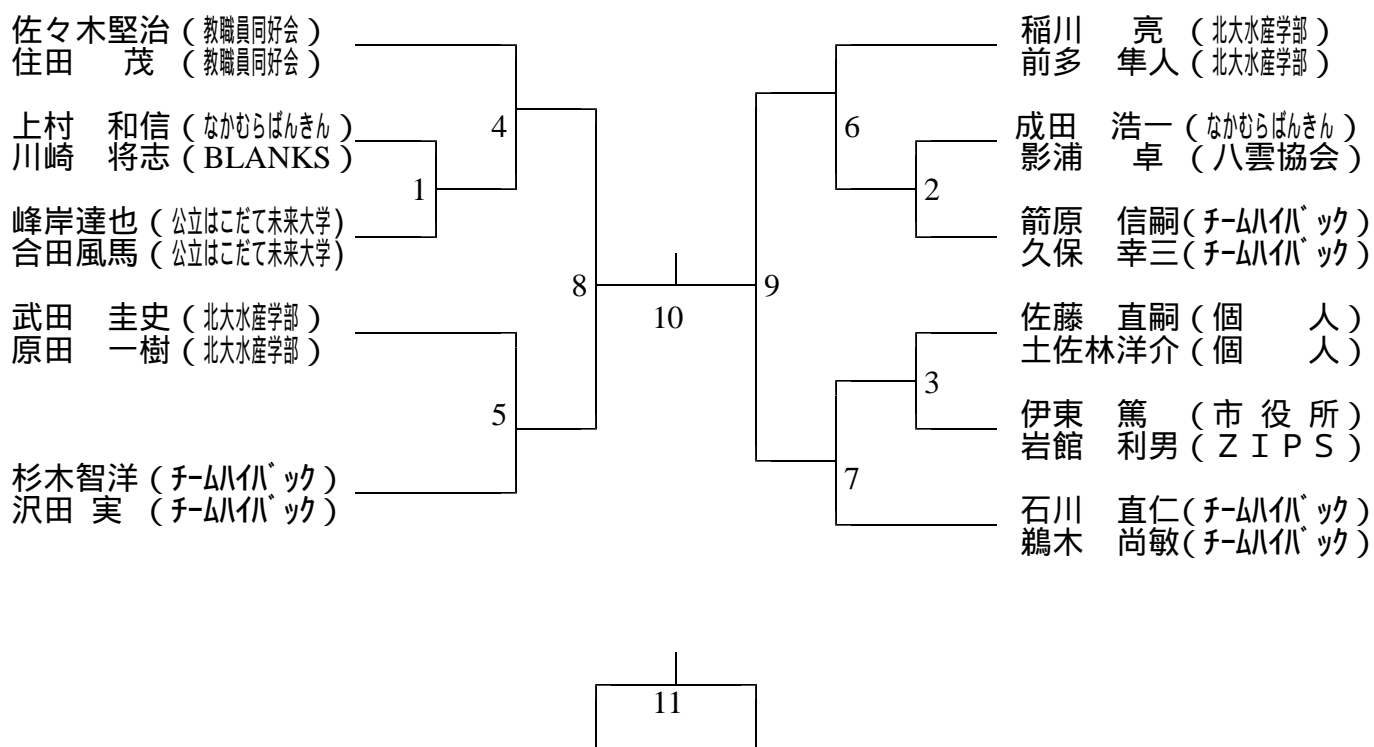 佐々木堅治 ( 教職員同好会 )
住田　茂 ( 教職員同好会 )
上村　和信 ( なかむらばんきん )
川崎　将志 ( BLANKS )
峰岸達也 ( 公立はこだて未来大学)
合田風馬 ( 公立はこだて未来大学)
武田　圭史 ( 北大水産学部 )
原田　一樹 ( 北大水産学部 )
杉木智洋 ( チームハイバック )
沢田 実 ( チームハイバック )
4
1
8
5
10
稲川　亮 ( 北大水産学部 )
前多　隼人 ( 北大水産学部 )
成田　浩一 ( なかむらばんきん )
影浦　卓 ( 八雲協会 )
箭原　信嗣( チームハイバック )
久保　幸三( チームハイバック )
佐藤　直嗣 ( 個　　人 )
土佐林洋介 ( 個　　人 )
伊東　篤 ( 市 役 所 )
岩館　利男 ( ＺＩＰＳ )
石川　直仁( チームハイバック )
鵜木　尚敏( チームハイバック )
6
2
9
3
7
11